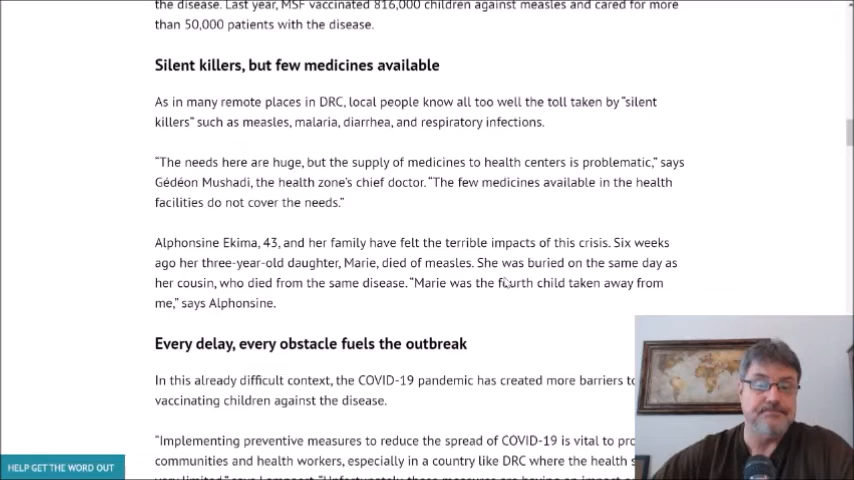 the disease. Last year, MSF vaccinated 816,000 children against measles and cared for more
than 50,000 patients with the disease.
Silent killers, but few medicines available
As in many remote places in DRC, local people know all too well the toll taken by “silent
killers” such as measles, malaria, diarrhea, and respiratory infections.
“The needs here are huge, but the supply of medicines to health centers is problematic,” says
Gédéon Mushadi, the health zone’s chief doctor. “The few medicines available in the health
facilities do not cover the needs.”
Alphonsine Ekima, 43, and her family have felt the terrible impacts of this crisis. Six weeks
ago her three-year-old daughter, Marie, died of measles. She was buried on the same day as
her cousin, who died from the same disease. “Marie was the fourth child taken away from
me,” says Alphonsine.
Every delay, every obstacle fuels the outbreak
In this already difficult context, the COVID-19 pandemic has created more barriers
vaccinating children against the disease.
“Implementing preventive measures to reduce the spread of COVID-19 is vital to
communities and health workers, especially in a country like DRC where the health
HELP GET THE WORD OUT